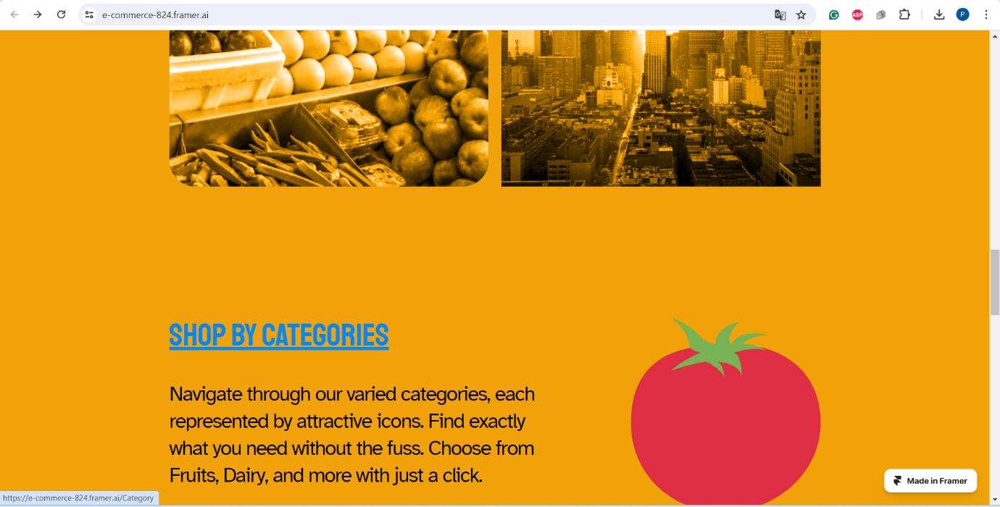 e-commerce-824.framer.ai
ABP
P
SHOP BY CATEGORIES
Navigate through our varied categories, each
represented by attractive icons. Find exactly
what you need without the fuss. Choose from
Fruits, Dairy, and more with just a click.
Made in Framer
https://e-commerce-824.framer.ai/Category